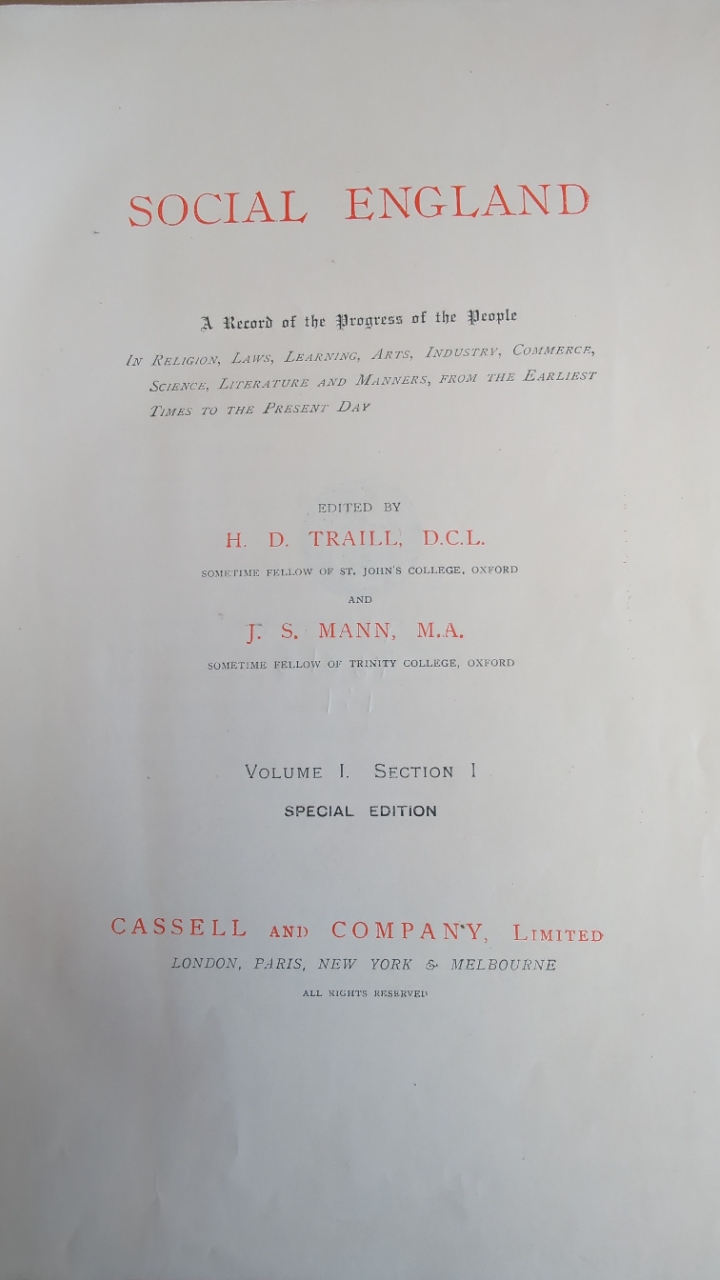 SOCIAL ENGLAND
A Record of the Progress of the People
IN RELIGION, LAWS, LEARNING, ARTS, INDUSTRY, COMMERCE,
SCIENCE, LITERATURE AND MANNERS, FROM THE EARLIEST
TIMES TO THE PRESENT DAY
EDITED BY
H. D. TRAILL, D.C.L.
SOMETIME FELLOW OF ST. JOHN'S COLLEGE, OXFORD
AND
J. S. MANN, M.A.
SOMETIME FELLOW OF TRINITY COLLEGE, OXFORD
VOLUME I. SECTION I
SPECIAL EDITION
CASSELL AND COMPANY, LIMITED
LONDON, PARIS, NEW YORK & MELBOURNE
ALL RIGHTS RESERVED